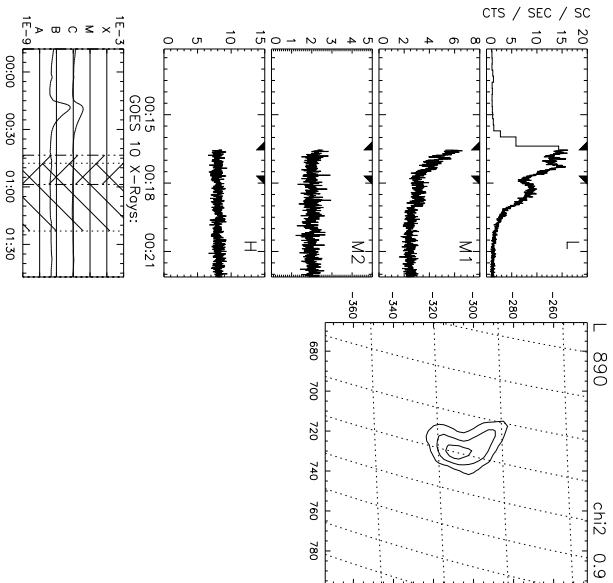 CTS / SEC / SC
0 5 10 15 20
L
0 2 4 6 8
M1
0 1 2 3 4 5
M2
0 5 10 15
H
00:15 00:18 00:21
GOES 10 X-Rays:
1E-9 A B C M X 1E-3
00:00 00:30 01:00 01:30
L 890 chi2 0.9
-360 -340 -320 -300 -280 -260
680 700 720 740 760 780